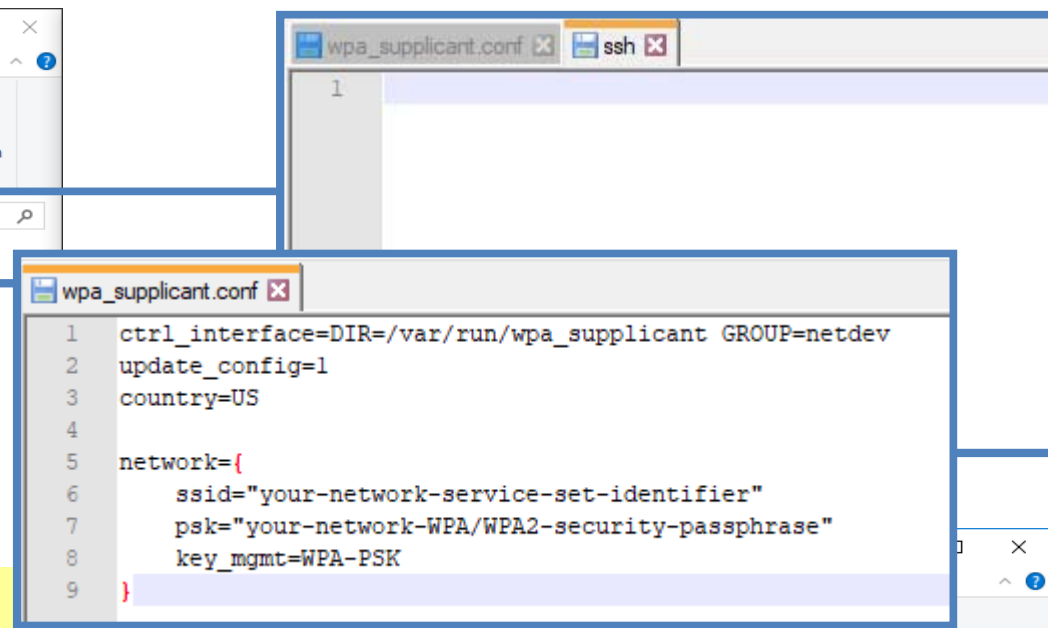 wpa_supplicant.conf ssh
1
wpa_supplicant.conf
1 ctrl_interface=DIR=/var/run/wpa_supplicant GROUP=netdev
2 update_config=1
3 country=US
4
5 network={
6 ssid="your-network-service-set-identifier"
7 psk="your-network-WPA/WPA2-security-passphrase"
8 key_mgmt=WPA-PSK
9 }